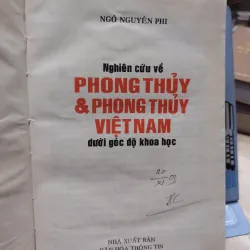 NGÔ NGUYÊN PHI
Nghiên cứu về
PHONG THỦY
& PHONG THỦY
VIỆT NAM
dưới góc độ khoa học
NHÀ XUẤT BẢN
VĂN HÓA THÔNG TIN